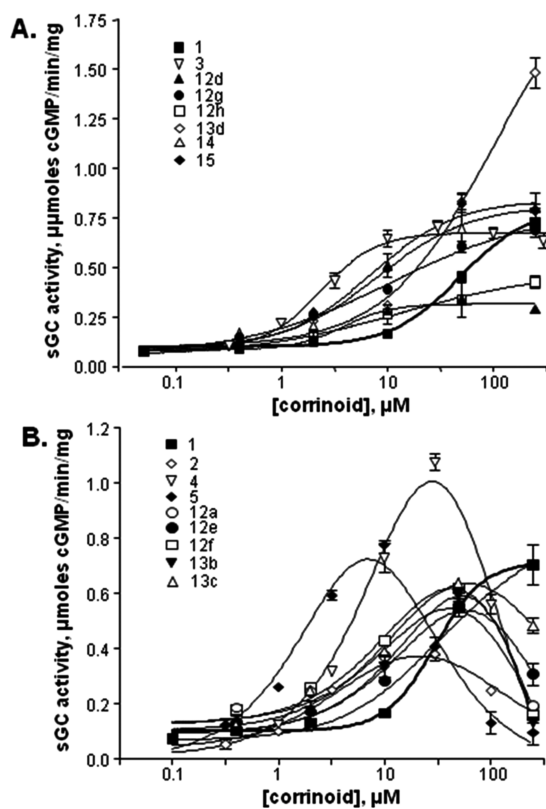 A.
1
3
12d
12g
12h
13d
14
15
sGC activity, µµmoles cGMP/min/mg
1.75
1.50
1.25
1.00
0.75
0.50
0.25
0.00
0.1 1 10 100
[corrinoid], µM
B.
1
2
4
5
12a
12e
12f
13b
13c
sGC activity, µmoles cGMP/min/mg
1.2
1.0
0.8
0.6
0.4
0.2
0.0
0.1 1 10 100
[corrinoid], µM